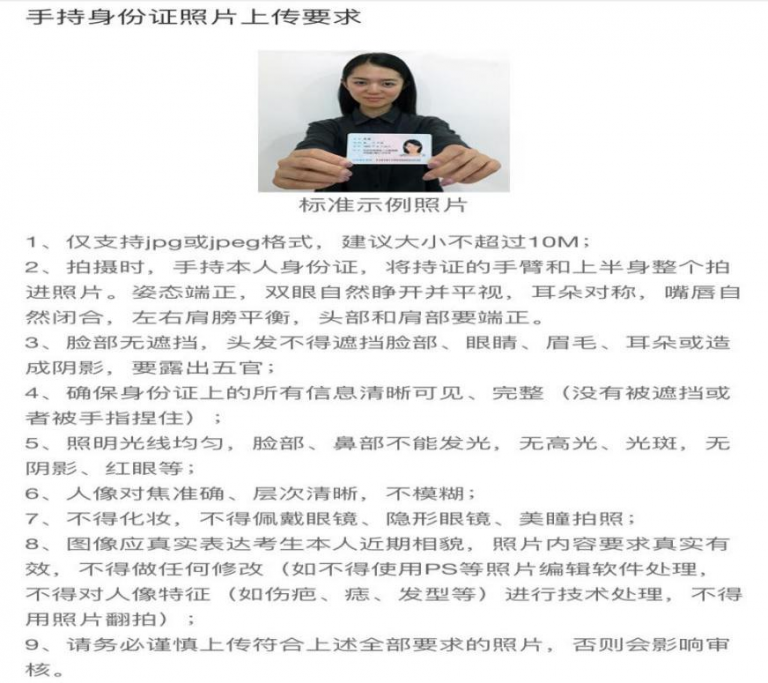 手持身份证照片上传要求
标准示例照片
1、仅支持jpg或jpeg格式，建议大小不超过10M；
2、拍摄时，手持本人身份证，将持证的手臂和上半身整个拍
进照片。姿态端正，双眼自然睁开并平视，耳朵对称，嘴唇自
然闭合，左右肩膀平衡，头部和肩部要端正。
3、脸部无遮挡，头发不得遮挡脸部、眼睛、眉毛、耳朵或造
成阴影，要露出五官；
4、确保身份证上的所有信息清晰可见、完整（没有被遮挡或
者被手指捏住）；
5、照明光线均匀，脸部、鼻部不能发光，无高光、光斑，无
阴影、红眼等；
6、人像对焦准确、层次清晰，不模糊；
7、不得化妆，不得佩戴眼镜、隐形眼镜、美瞳拍照；
8、图像应真实表达考生本人近期相貌，照片内容要求真实有
效，不得做任何修改（如不得使用PS等照片编辑软件处理，
不得对人像特征（如伤疤、痣、发型等）进行技术处理，不得
用照片翻拍）；
9、请务必谨慎上传符合上述全部要求的照片，否则会影响审
核。